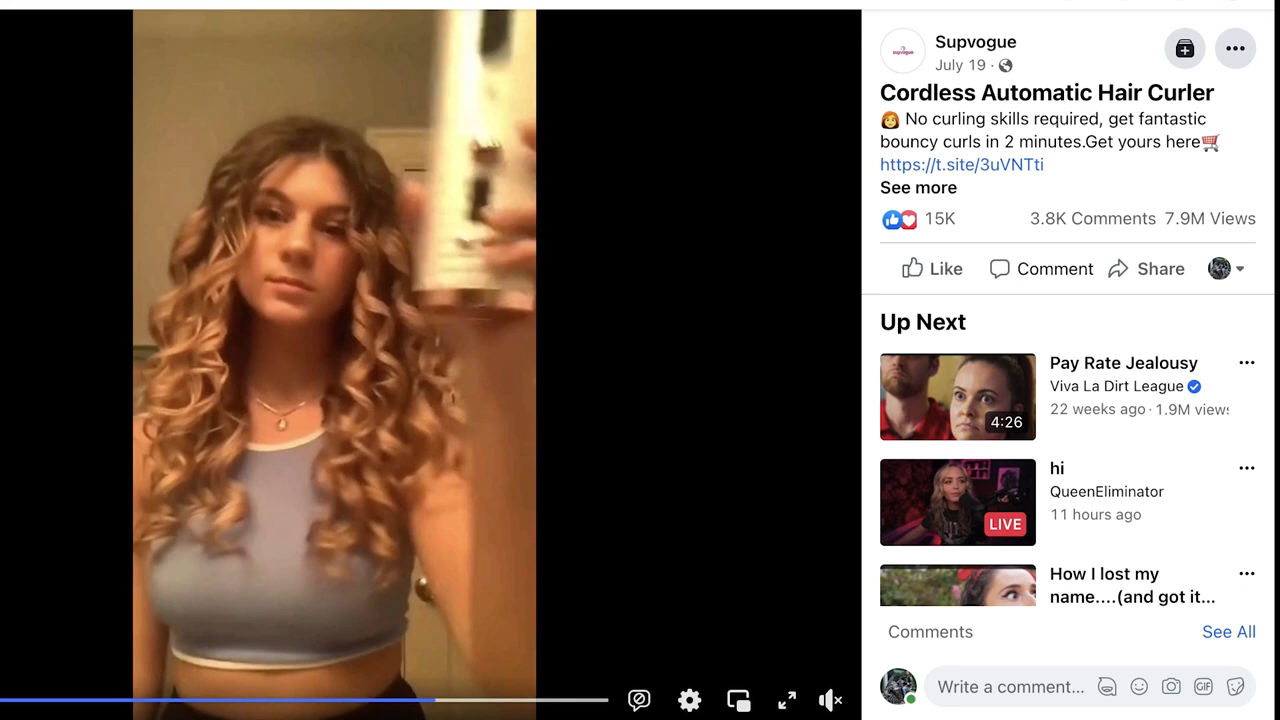 supvogue
Supvogue
July 19 ·
Cordless Automatic Hair Curler
👩‍🦰 No curling skills required, get fantastic
bouncy curls in 2 minutes.Get yours here🛒
https://t.site/3uVNTti
See more
15K
3.8K Comments 7.9M Views
Like
Comment
Share
Up Next
Pay Rate Jealousy
Viva La Dirt League
22 weeks ago · 1.9M views
4:26
hi
QueenEliminator
11 hours ago
LIVE
How I lost my
name....(and got it...
Comments
See All
Write a comment...
GIF